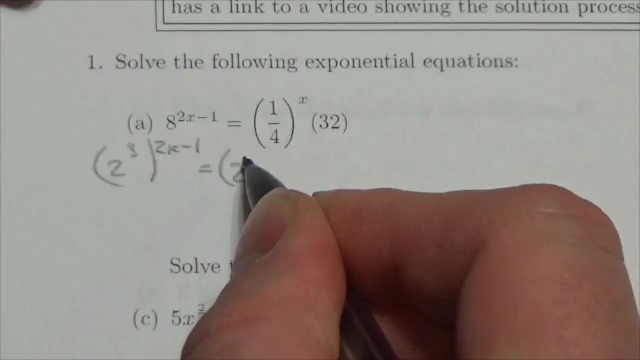 has a link to a video showing the solution process
1. Solve the following exponential equations:
(a) 8^{2x−1} = (1/4)^x (32)
(2^3)^{2x−1} = (2
Solve
(c) 5x^2